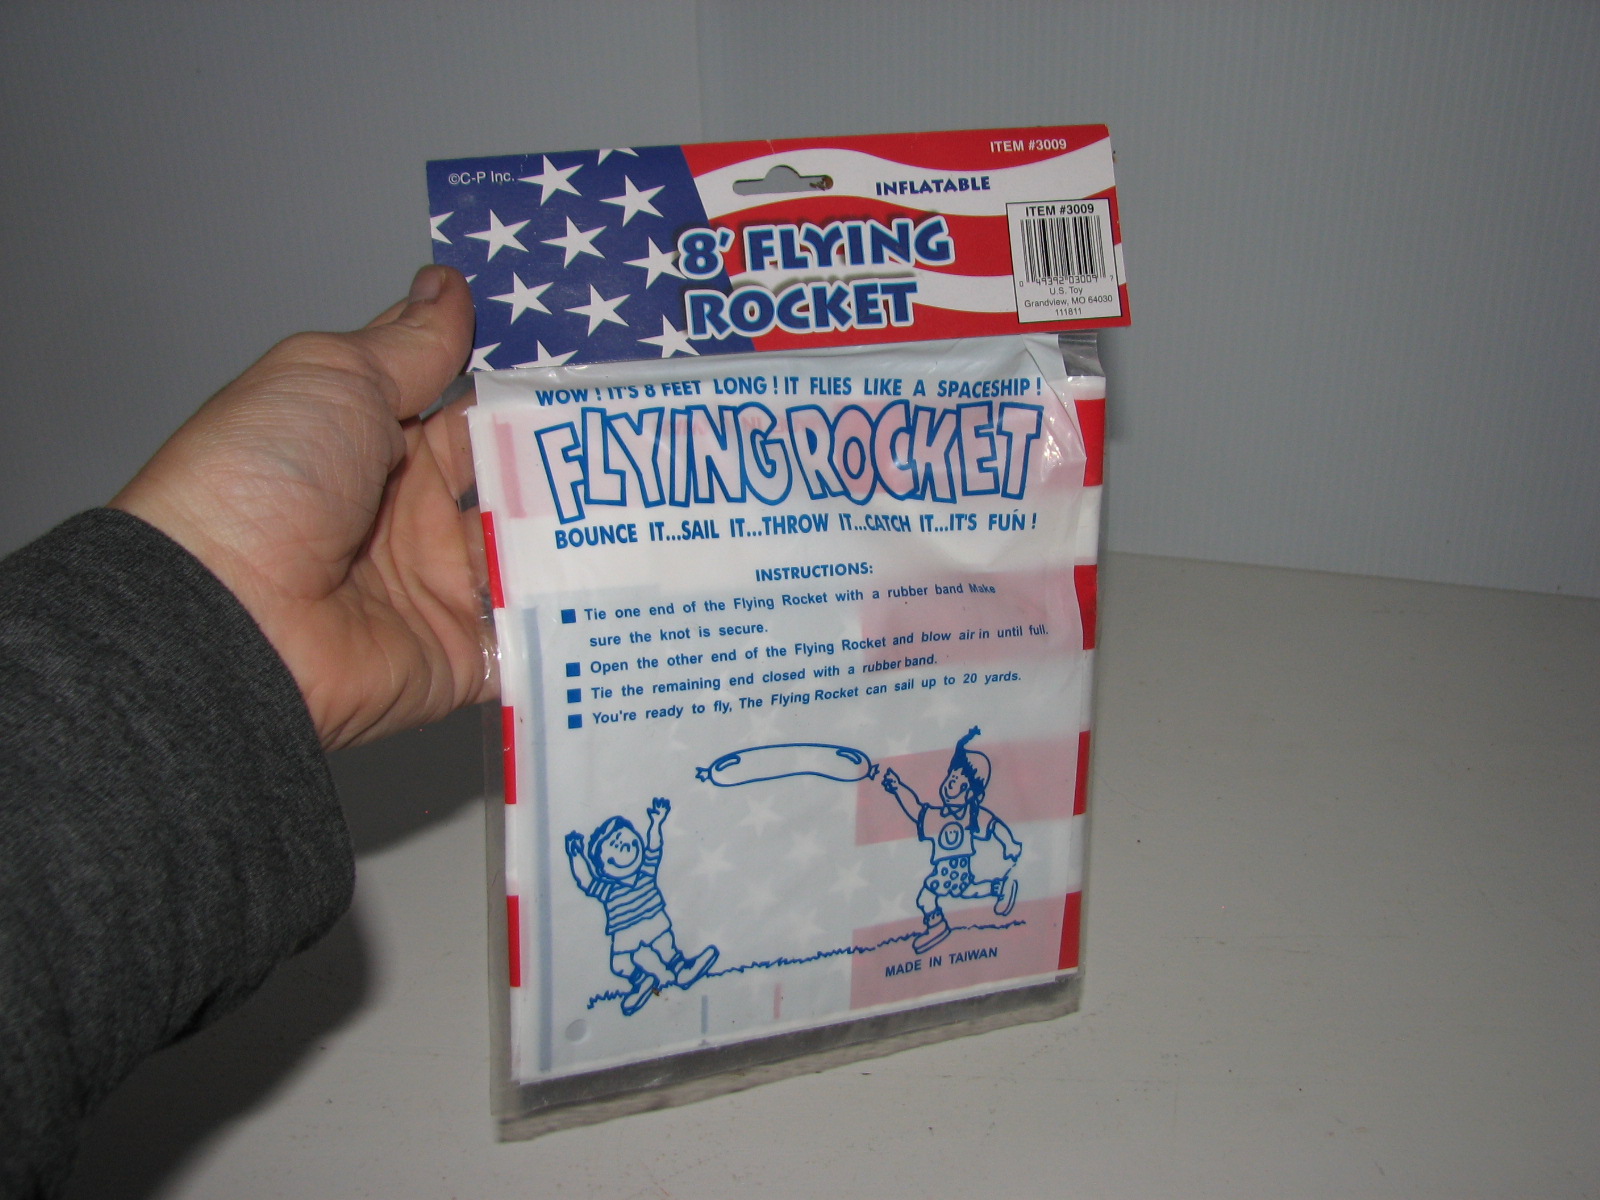 ©C-P Inc.
ITEM #3009
INFLATABLE
8' FLYING
ROCKET
ITEM #3009
0 49392 03009 7
U.S. Toy
Grandview, MO 64030
111811
WOW! IT'S 8 FEET LONG! IT FLIES LIKE A SPACESHIP!
FLYING ROCKET
BOUNCE IT...SAIL IT...THROW IT...CATCH IT...IT'S FUN!
INSTRUCTIONS:
■ Tie one end of the Flying Rocket with a rubber band Make
sure the knot is secure.
■ Open the other end of the Flying Rocket and blow air in until full.
■ Tie the remaining end closed with a rubber band.
■ You're ready to fly, The Flying Rocket can sail up to 20 yards.
MADE IN TAIWAN